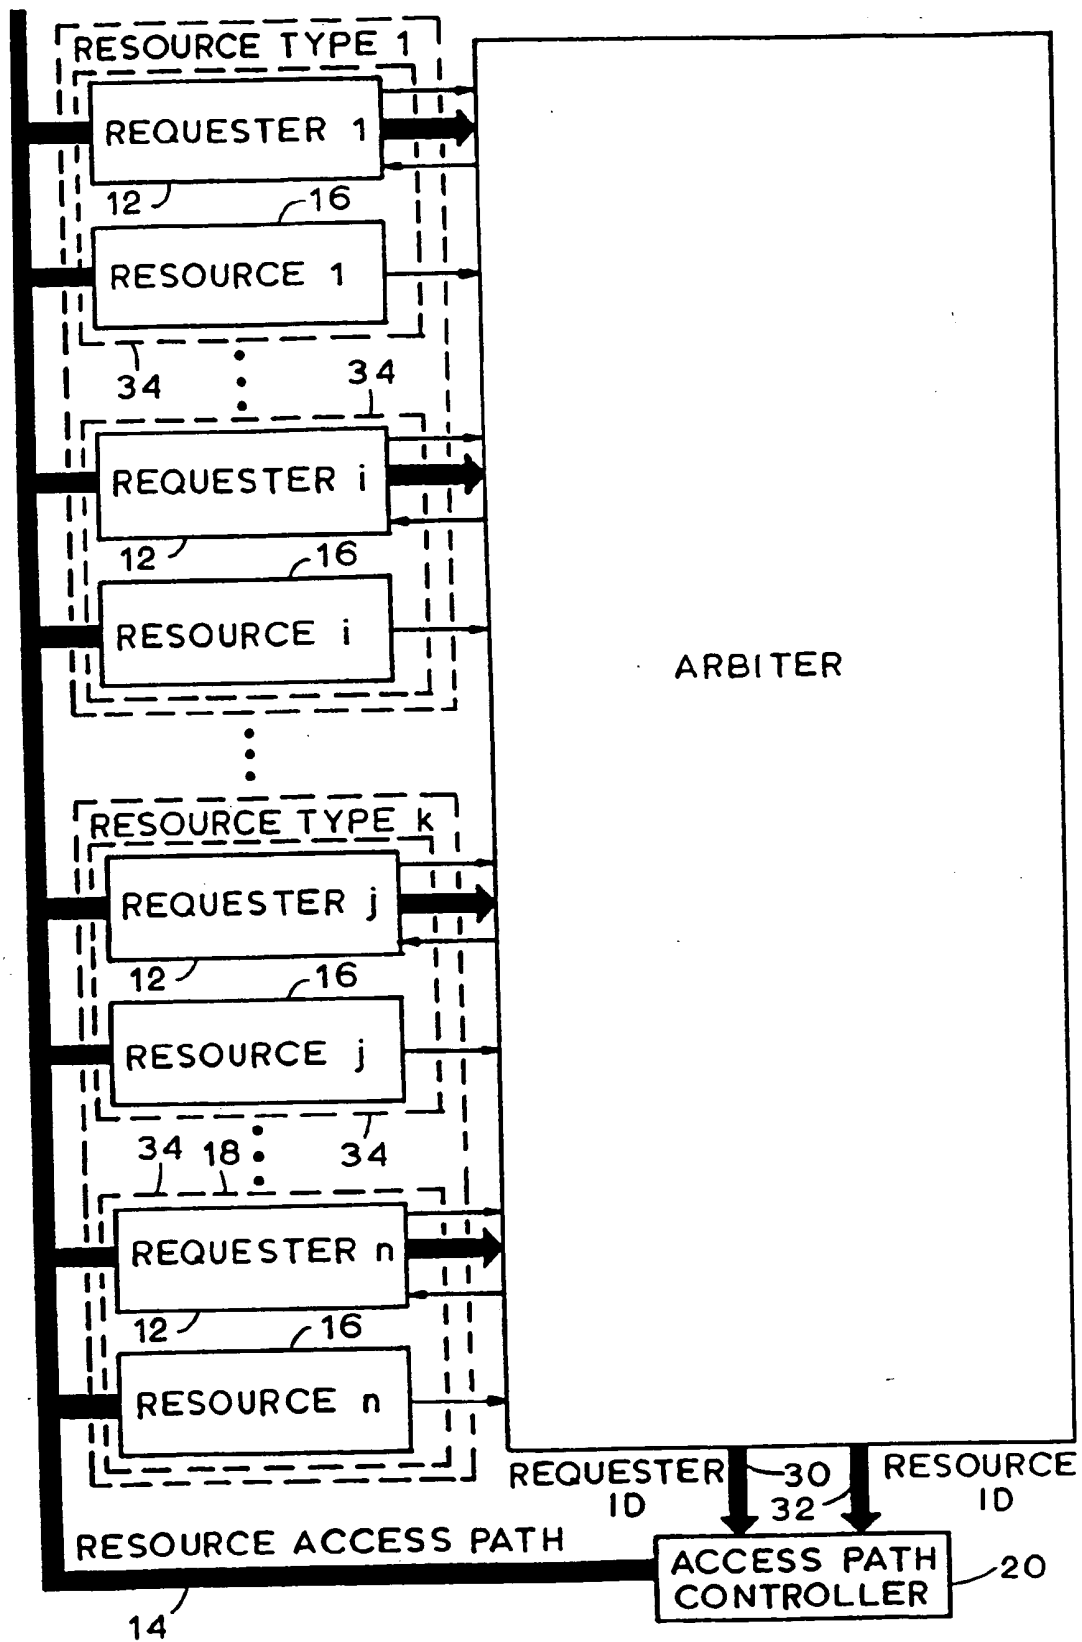 RESOURCE TYPE 1
REQUESTER 1
12
16
RESOURCE 1
34
34
REQUESTER i
12
16
RESOURCE i
ARBITER
RESOURCE TYPE k
REQUESTER j
12
16
RESOURCE j
34
18
34
REQUESTER n
12
16
RESOURCE n
REQUESTER ID
30
32
RESOURCE ID
RESOURCE ACCESS PATH
ACCESS PATH
CONTROLLER
20
14